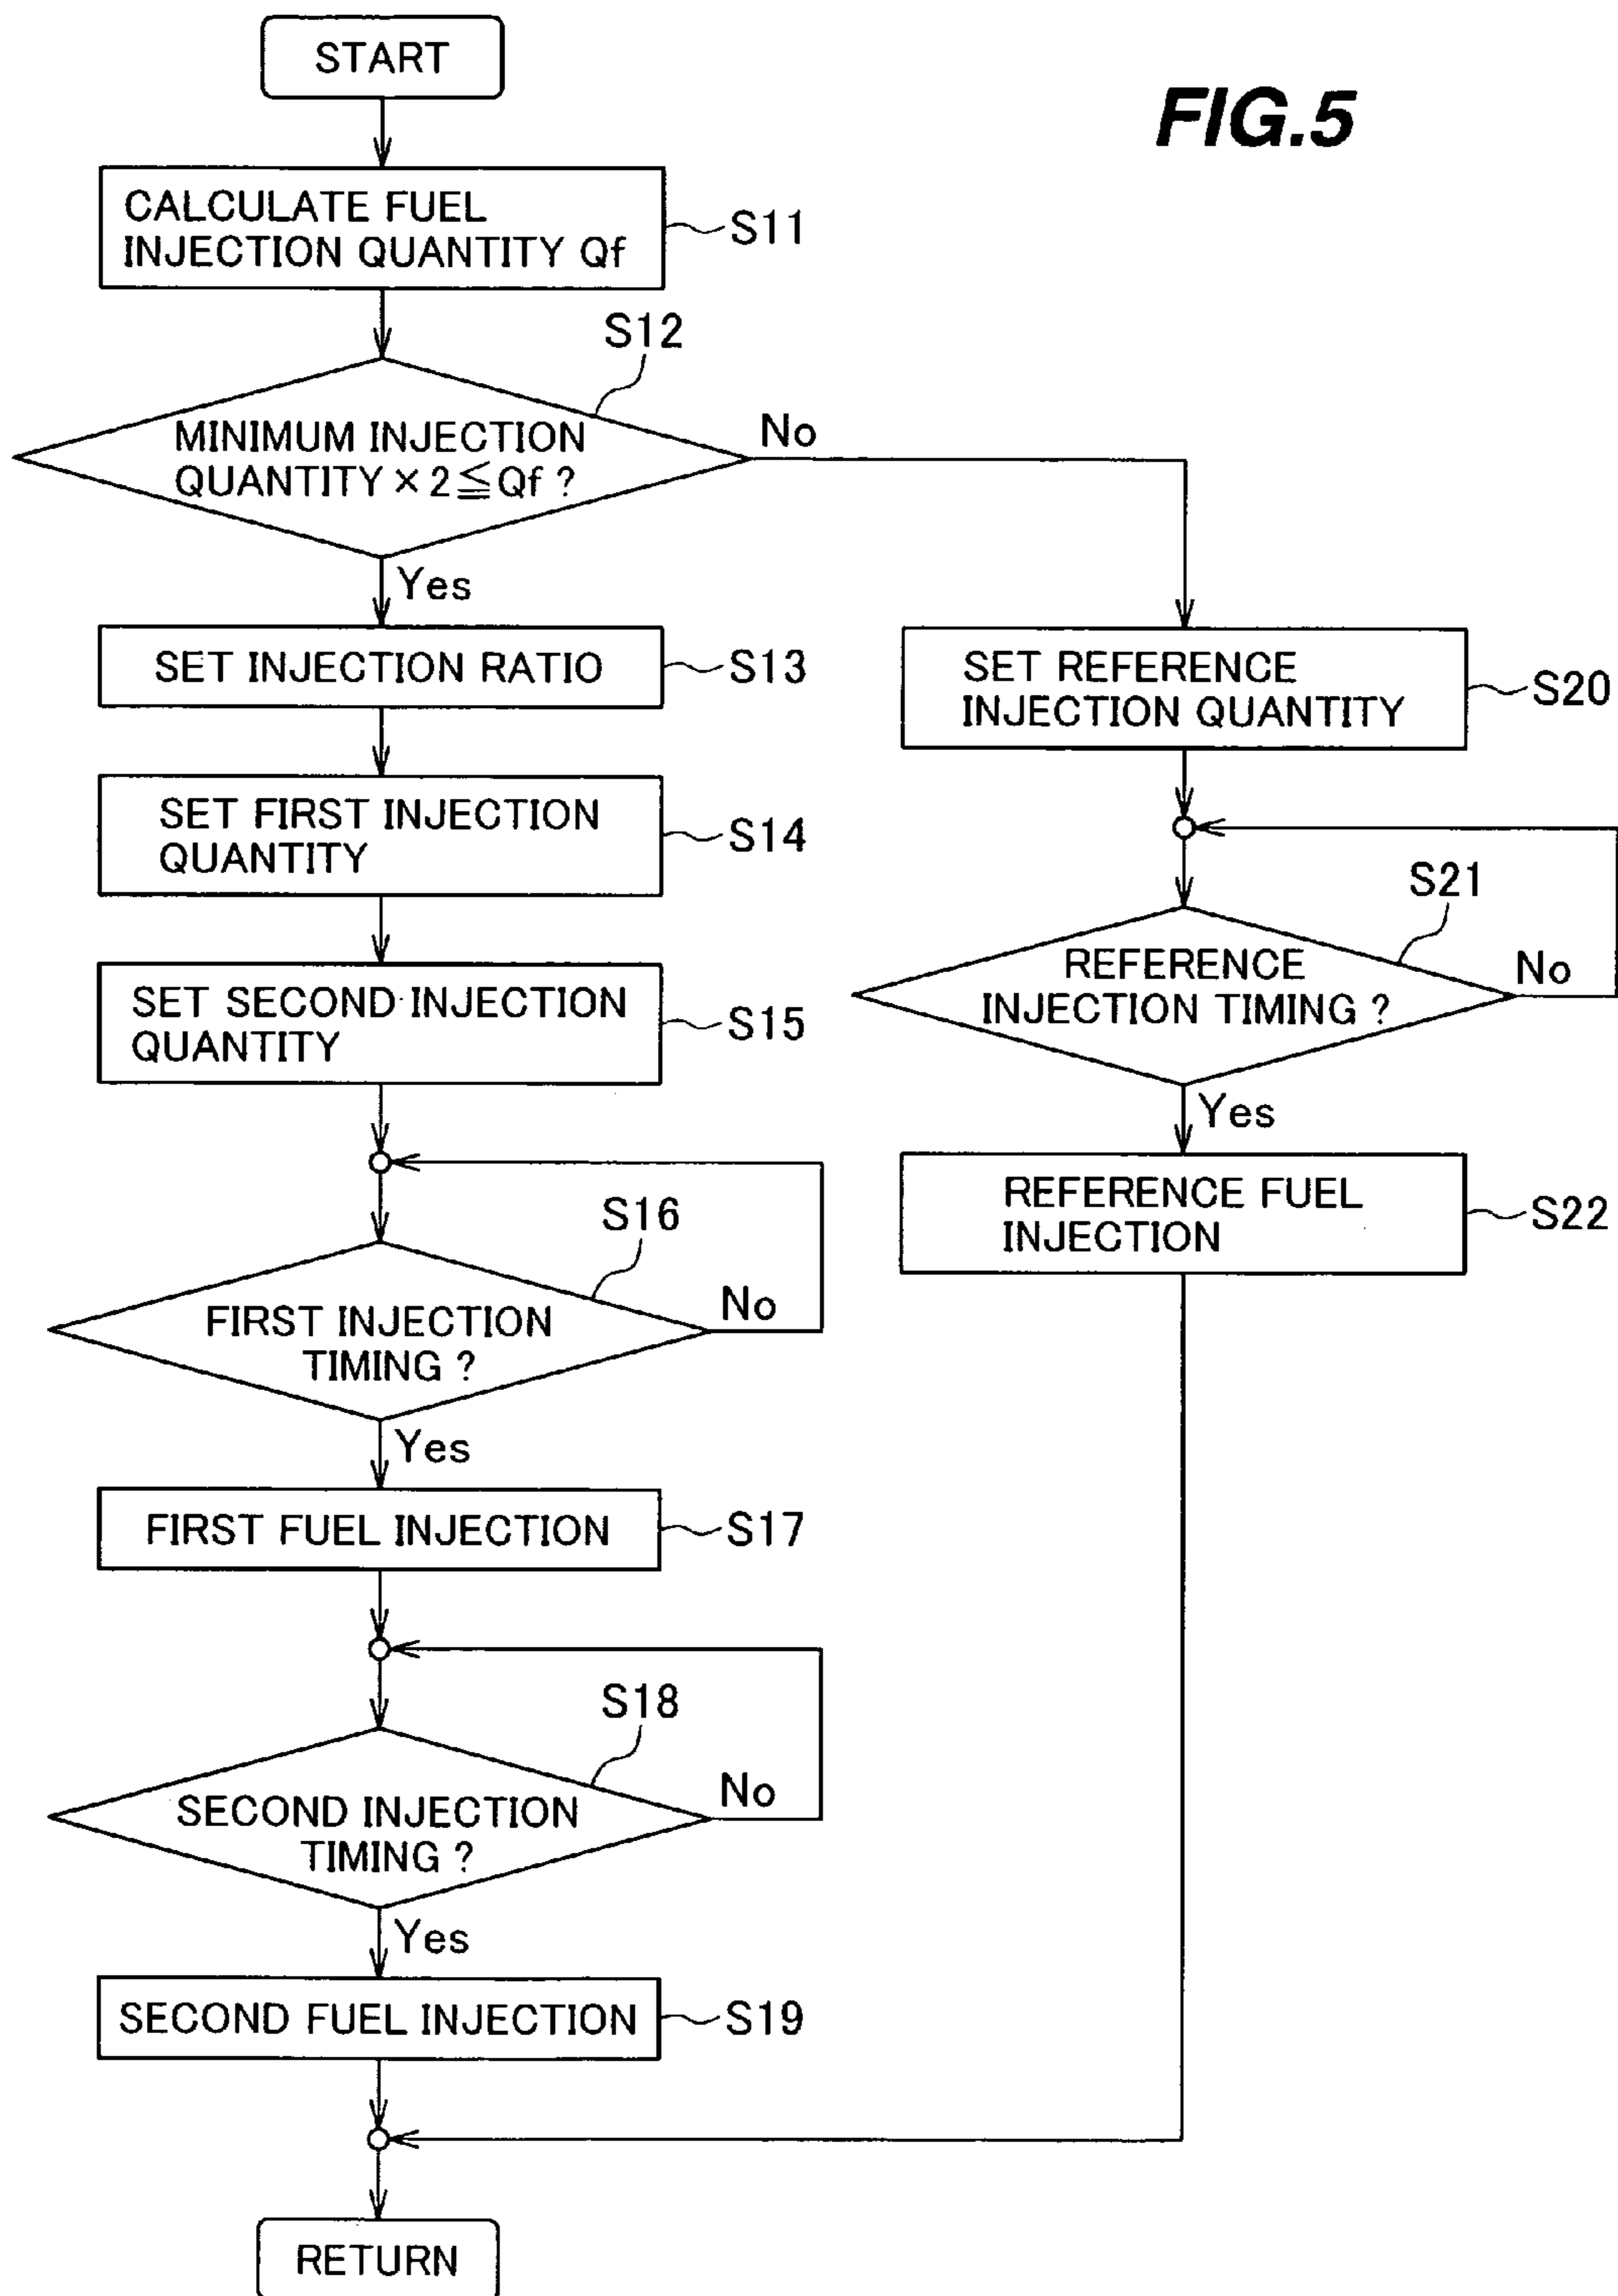 START
FIG.5
CALCULATE FUEL
INJECTION QUANTITY Qf
S11
S12
MINIMUM INJECTION
QUANTITY × 2 ≦ Qf ?
No
Yes
SET INJECTION RATIO
S13
SET REFERENCE
INJECTION QUANTITY
S20
SET FIRST INJECTION
QUANTITY
S14
S21
REFERENCE
INJECTION TIMING ?
No
Yes
SET SECOND INJECTION
QUANTITY
S15
REFERENCE FUEL
INJECTION
S22
S16
FIRST INJECTION
TIMING ?
No
Yes
FIRST FUEL INJECTION
S17
S18
SECOND INJECTION
TIMING ?
No
Yes
SECOND FUEL INJECTION
S19
RETURN